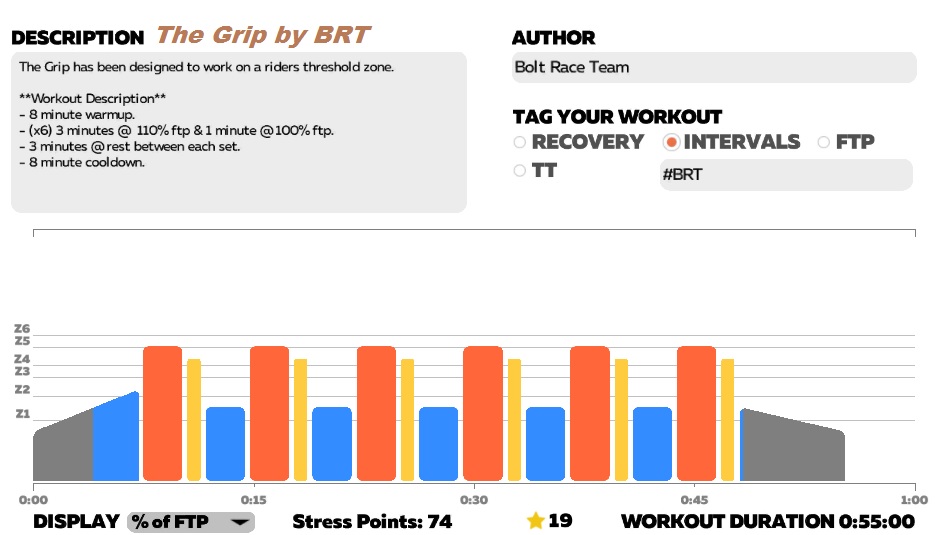 DESCRIPTION The Grip by BRT
The Grip has been designed to work on a riders threshold zone.
**Workout Description**
- 8 minute warmup.
- (x6) 3 minutes @ 110% ftp & 1 minute @100% ftp.
- 3 minutes @ rest between each set.
- 8 minute cooldown.
AUTHOR
Bolt Race Team
TAG YOUR WORKOUT
RECOVERY INTERVALS FTP
TT #BRT
Z6
Z5
Z4
Z3
Z2
Z1
0:00 0:15 0:30 0:45 1:00
DISPLAY % of FTP Stress Points: 74 19 WORKOUT DURATION 0:55:00